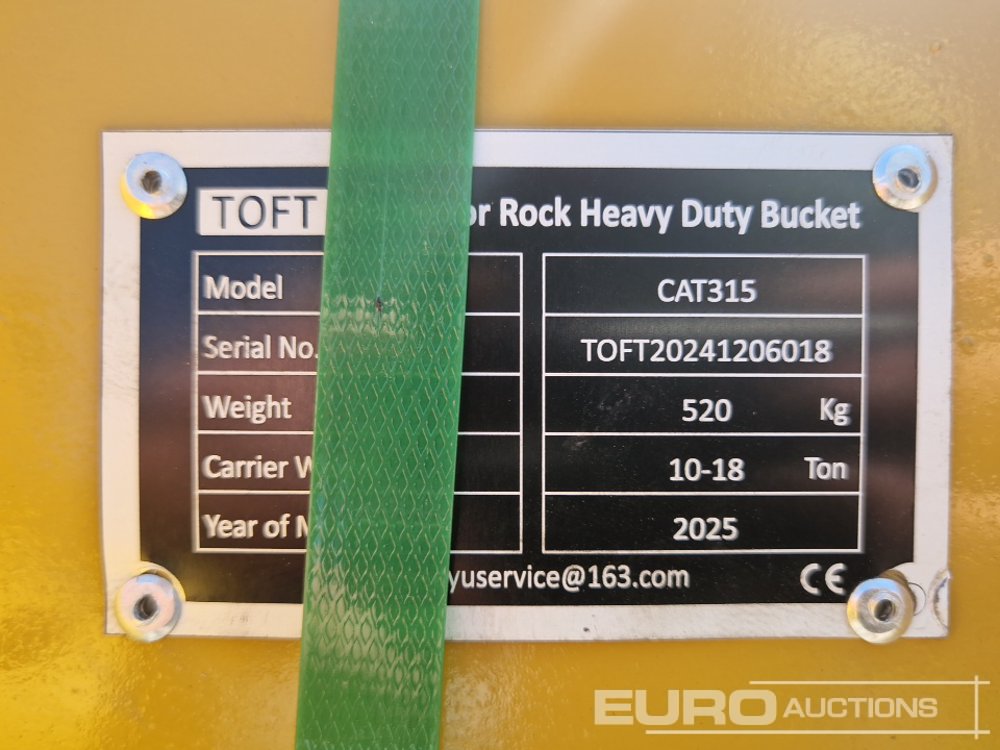 TOFT Rock Heavy Duty Bucket
Model CAT315
Serial No. TOFT20241206018
Weight 520 Kg
Carrier 10-18 Ton
Year of 2025
yuservice@163.com CE
EURO AUCTIONS